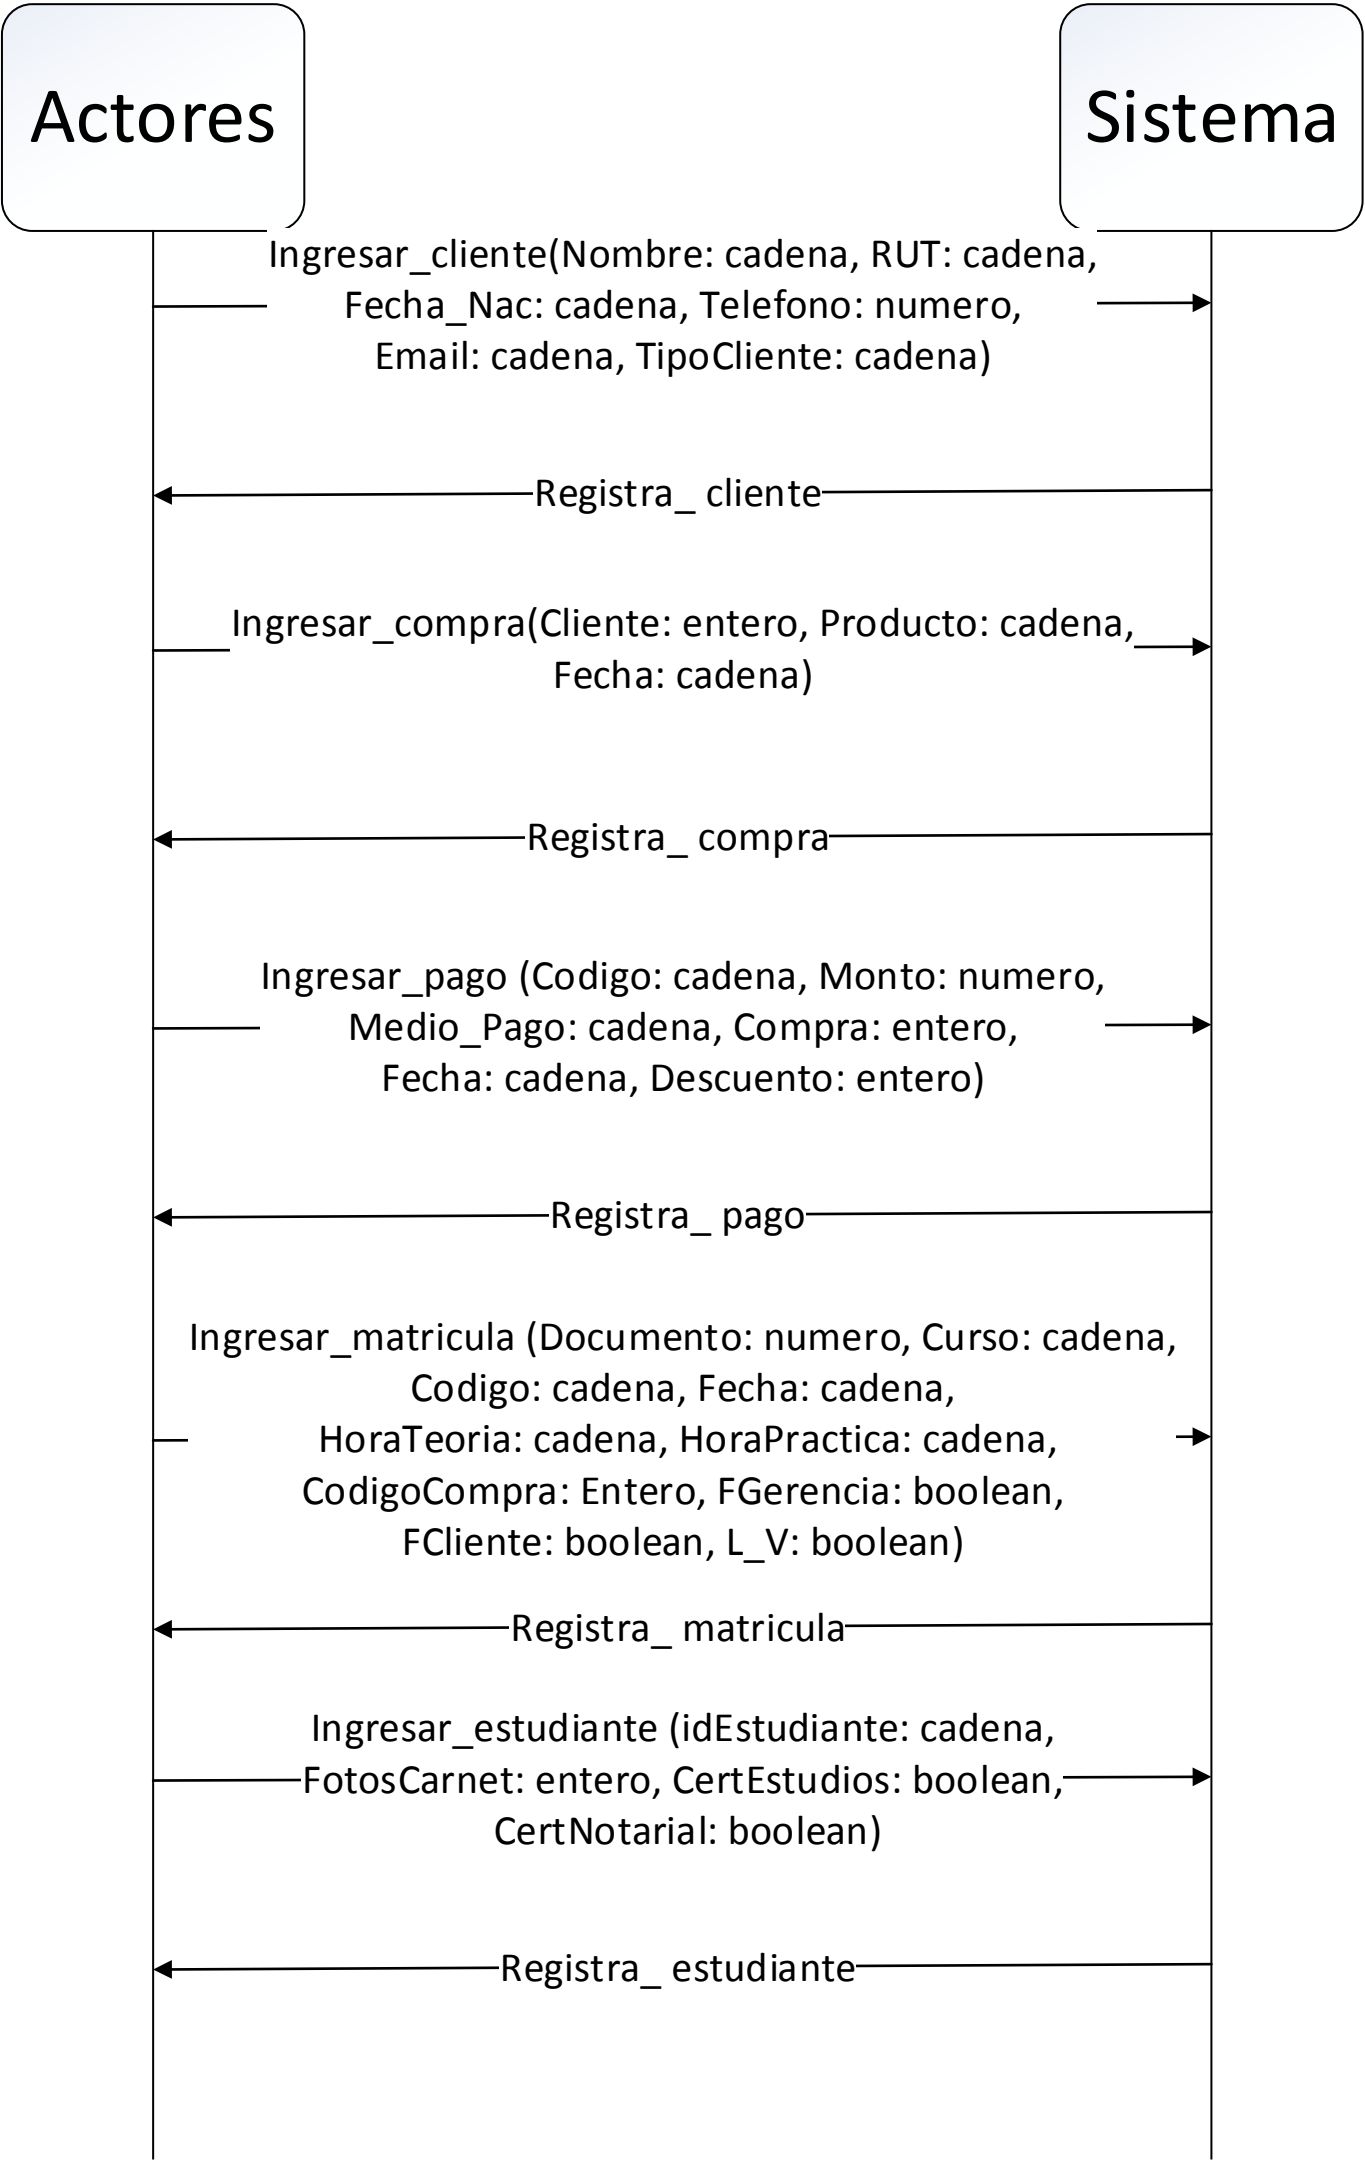 Actores
Sistema
Ingresar_cliente(Nombre: cadena, RUT: cadena,
Fecha_Nac: cadena, Telefono: numero,
Email: cadena, TipoCliente: cadena)
Registra_ cliente
Ingresar_compra(Cliente: entero, Producto: cadena,
Fecha: cadena)
Registra_ compra
Ingresar_pago (Codigo: cadena, Monto: numero,
Medio_Pago: cadena, Compra: entero,
Fecha: cadena, Descuento: entero)
Registra_ pago
Ingresar_matricula (Documento: numero, Curso: cadena,
Codigo: cadena, Fecha: cadena,
HoraTeoria: cadena, HoraPractica: cadena,
CodigoCompra: Entero, FGerencia: boolean,
FCliente: boolean, L_V: boolean)
Registra_ matricula
Ingresar_estudiante (idEstudiante: cadena,
FotosCarnet: entero, CertEstudios: boolean,
CertNotarial: boolean)
Registra_ estudiante